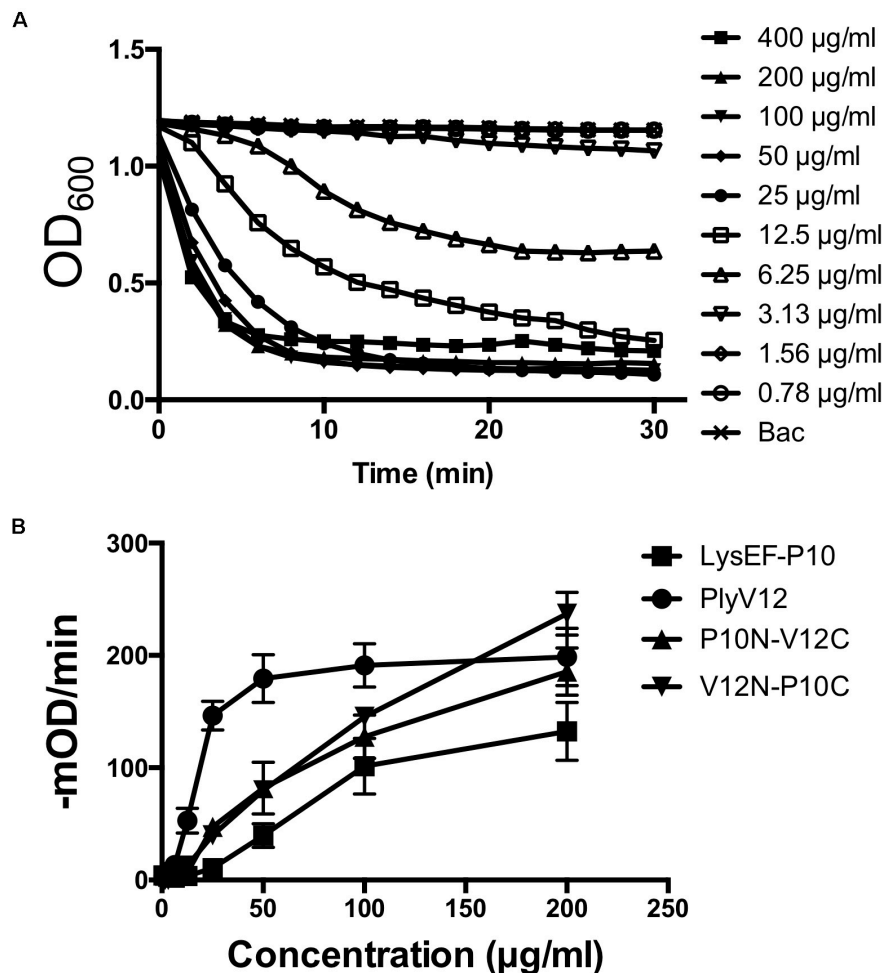 A
1.5
1.0
0.5
0.0
OD600
0 10 20 30
Time (min)
400 µg/ml
200 µg/ml
100 µg/ml
50 µg/ml
25 µg/ml
12.5 µg/ml
6.25 µg/ml
3.13 µg/ml
1.56 µg/ml
0.78 µg/ml
Bac
B
300
200
100
0
-mOD/min
0 50 100 150 200 250
Concentration (µg/ml)
LysEF-P10
PlyV12
P10N-V12C
V12N-P10C